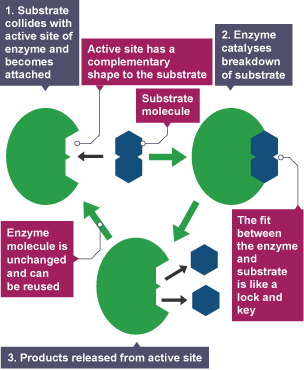 1. Substrate
collides with
active site of
enzyme and
becomes
attached
Active site has a
complementary
shape to the substrate
2. Enzyme
catalyses
breakdown
of substrate
Substrate
molecule
Enzyme
molecule is
unchanged
and can
be reused
The fit
between
the enzyme
and
substrate
is like a
lock and
key
3. Products released from active site